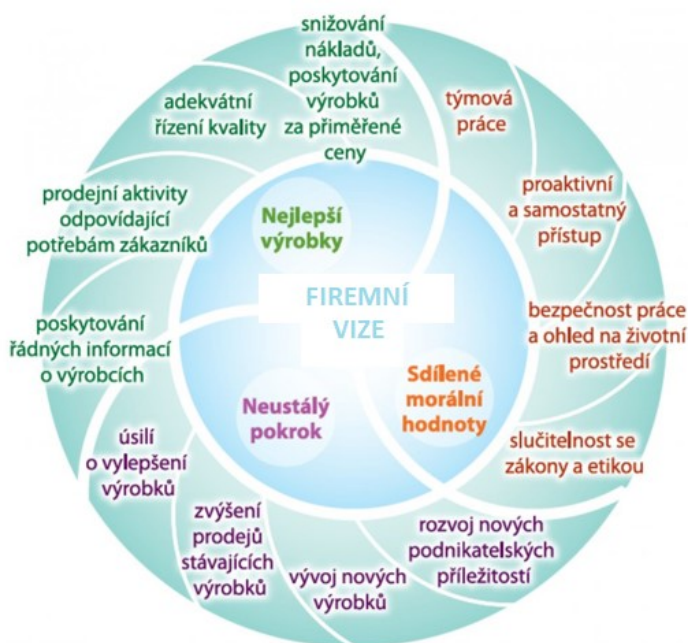 snižování
nákladů,
poskytování
výrobků
za přiměřené
ceny
týmová
práce
proaktivní
a samostatný
přístup
bezpečnost práce
a ohled na životní
prostředí
slučitelnost se
zákony a etikou
rozvoj nových
podnikatelských
příležitostí
vývoj nových
výrobků
zvýšení
prodejů
stávajících
výrobků
úsilí
o vylepšení
výrobků
poskytování
řádných informací
o výrobcích
prodejní aktivity
odpovídající
potřebám zákazníků
adekvátní
řízení kvality
Nejlepší
výrobky
FIREMNÍ
VIZE
Sdílené
morální
hodnoty
Neustálý
pokrok